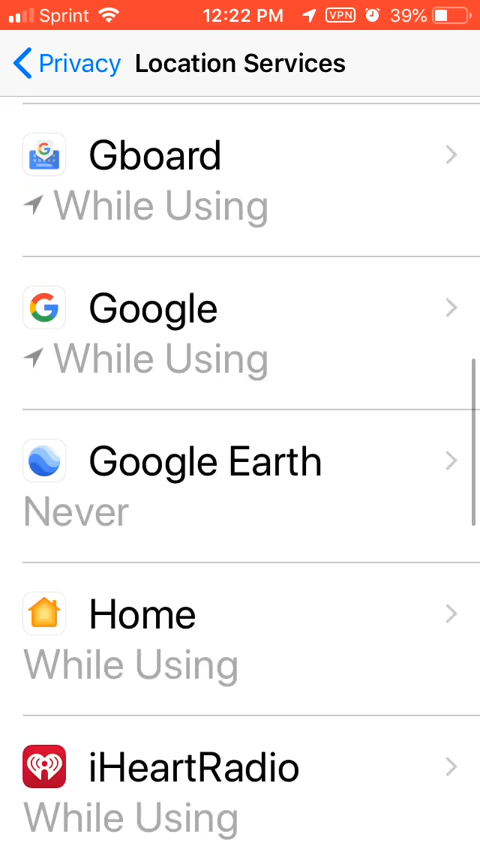 Sprint 12:22 PM VPN 39%
Privacy Location Services
Gboard
While Using
Google
While Using
Google Earth
Never
Home
While Using
iHeartRadio
While Using